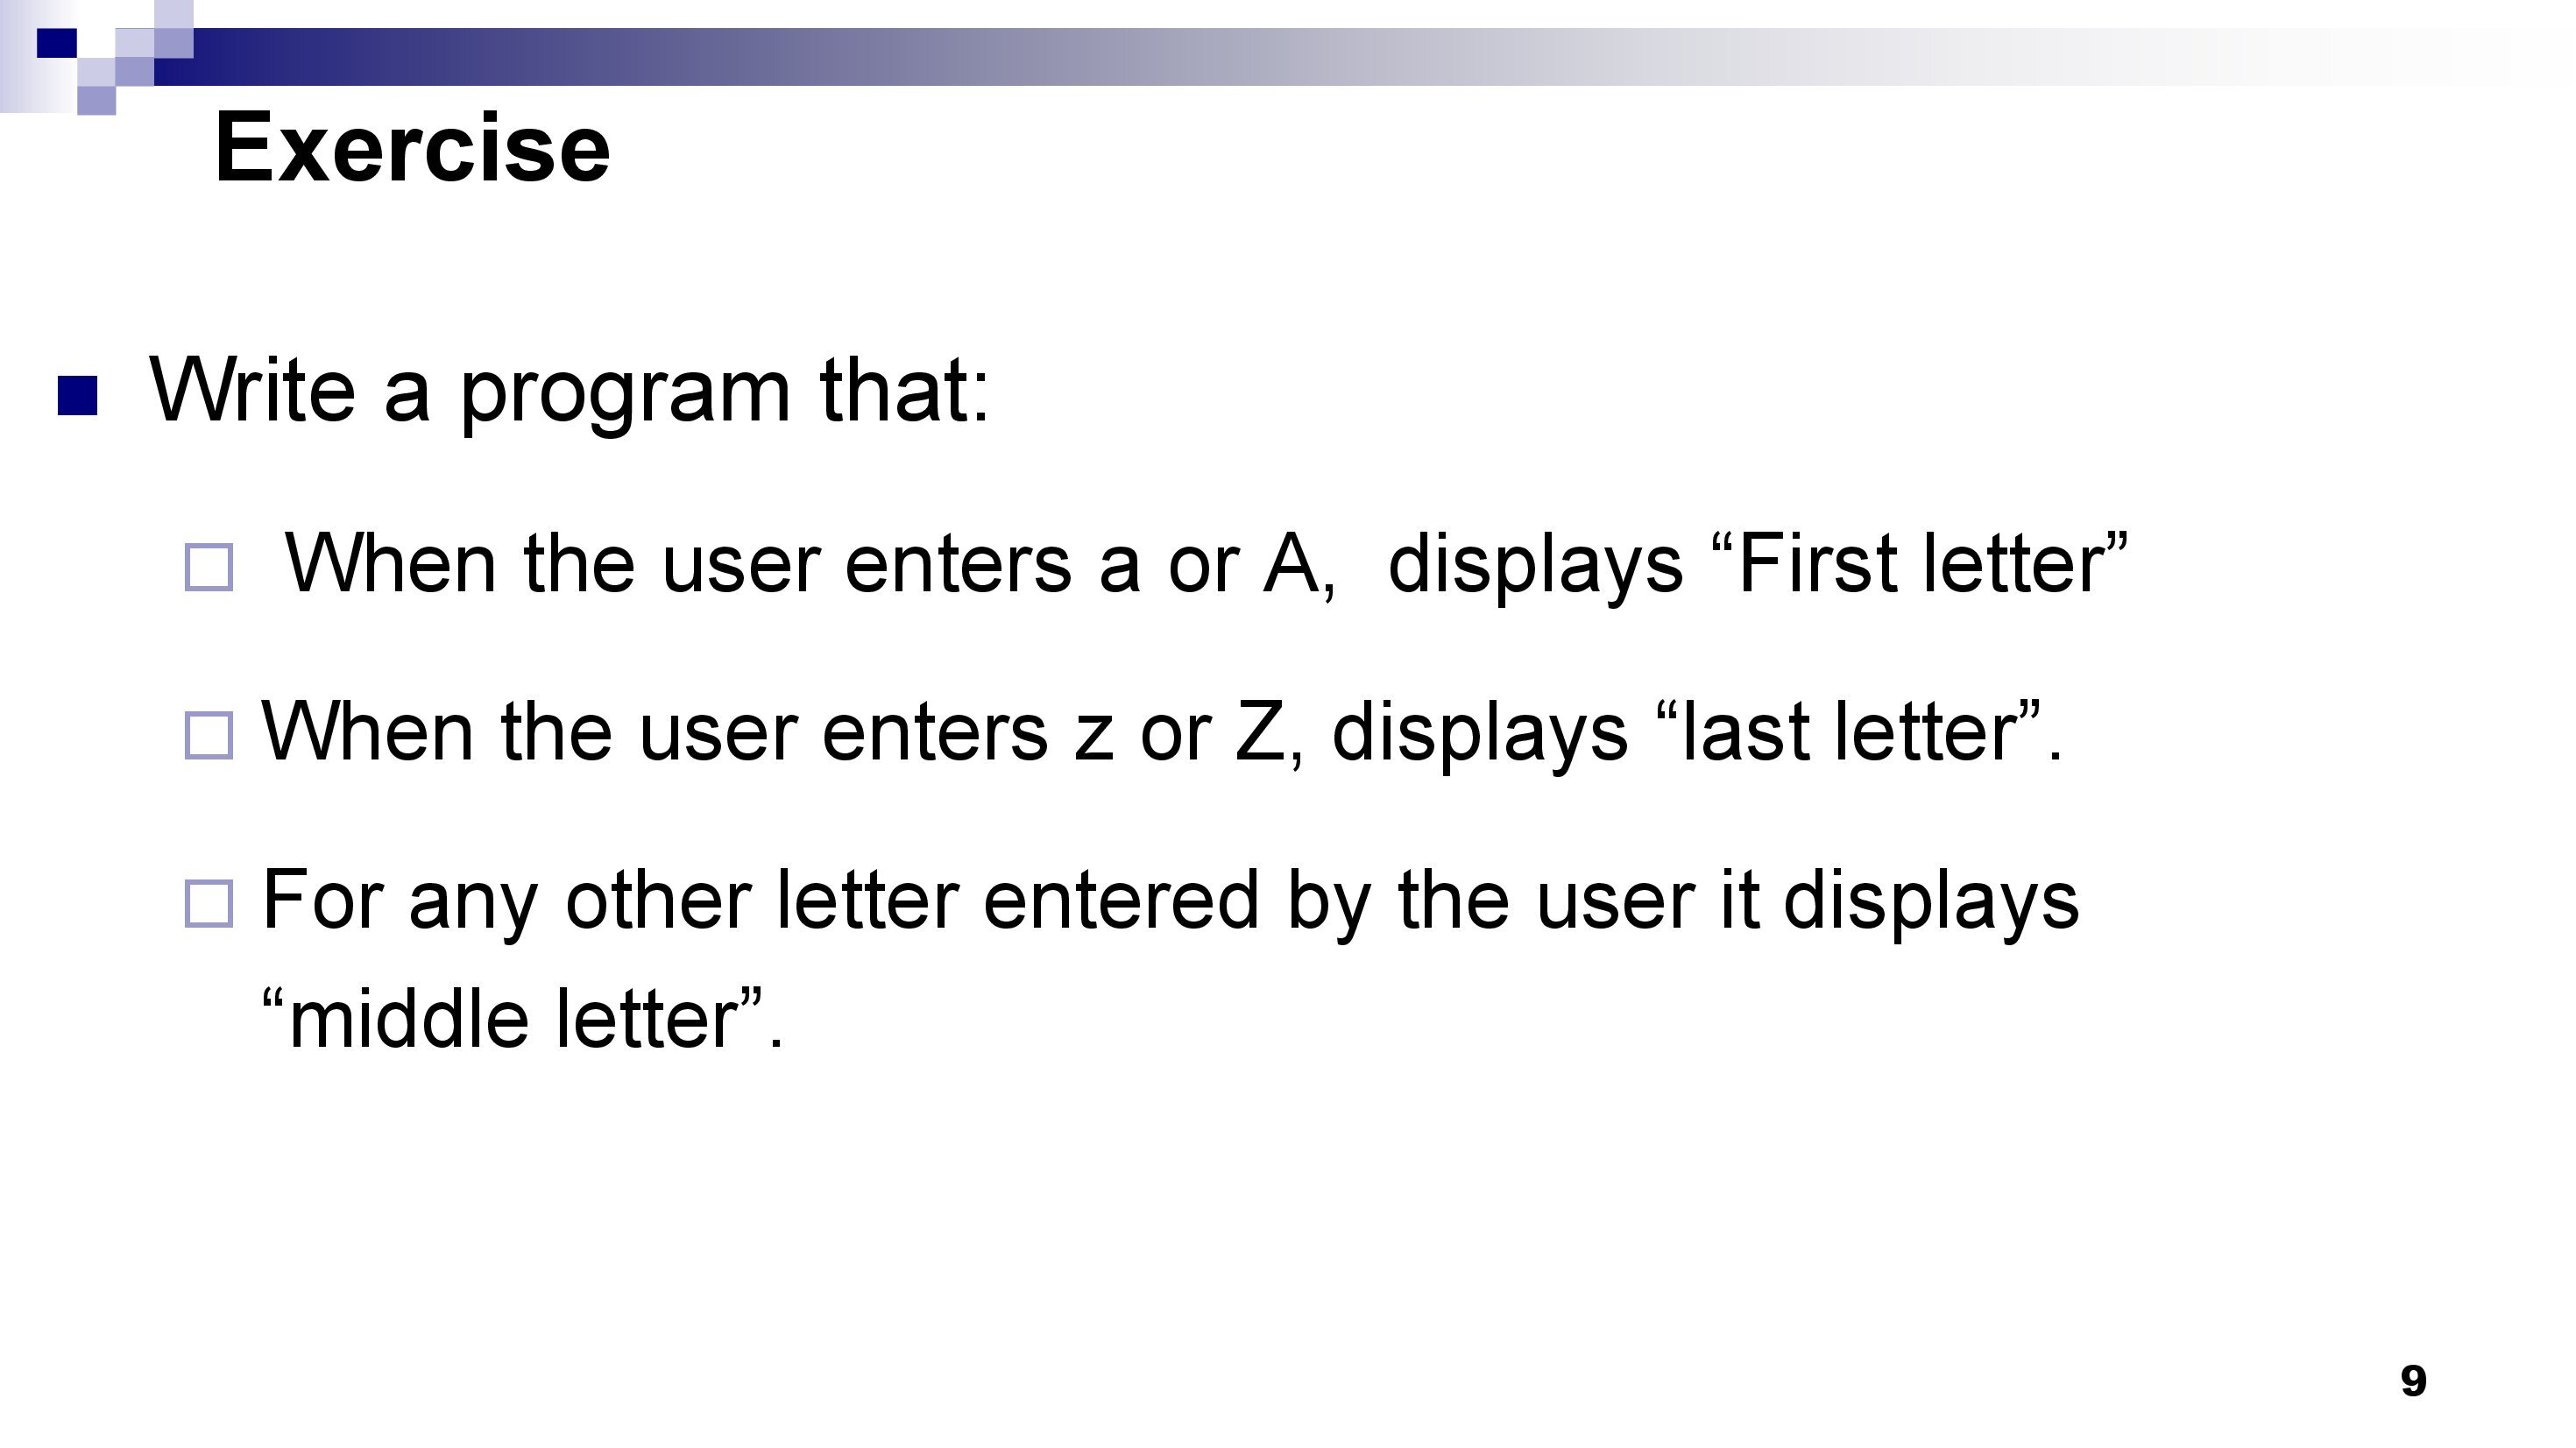 Exercise
Write a program that:
When the user enters a or A,  displays “First letter”
When the user enters z or Z, displays “last letter”.
For any other letter entered by the user it displays
“middle letter”.
9